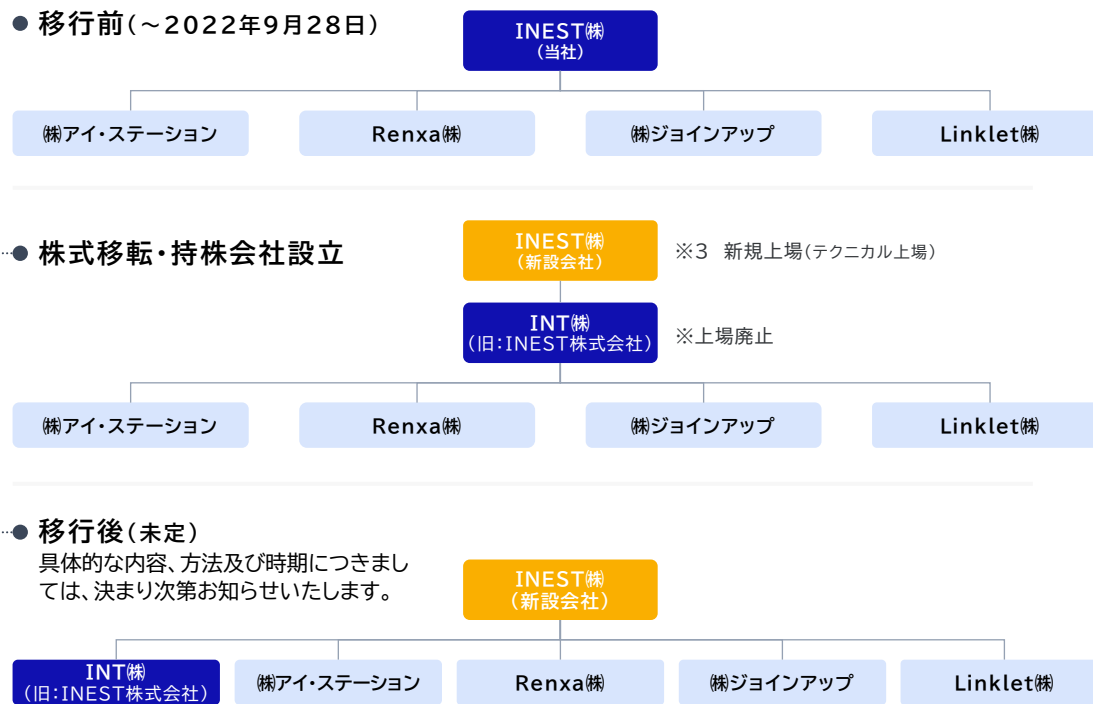 移行前(～2022年9月28日)
INEST㈱
(当社)
㈱アイ・ステーション
Renxa㈱
㈱ジョインアップ
Linklet㈱
株式移転・持株会社設立
INEST㈱
(新設会社)
※3 新規上場(テクニカル上場)
INT㈱
(旧:INEST株式会社)
※上場廃止
㈱アイ・ステーション
Renxa㈱
㈱ジョインアップ
Linklet㈱
移行後(未定)
具体的な内容、方法及び時期につきまし
ては、決まり次第お知らせいたします。
INEST㈱
(新設会社)
INT㈱
(旧:INEST株式会社)
㈱アイ・ステーション
Renxa㈱
㈱ジョインアップ
Linklet㈱